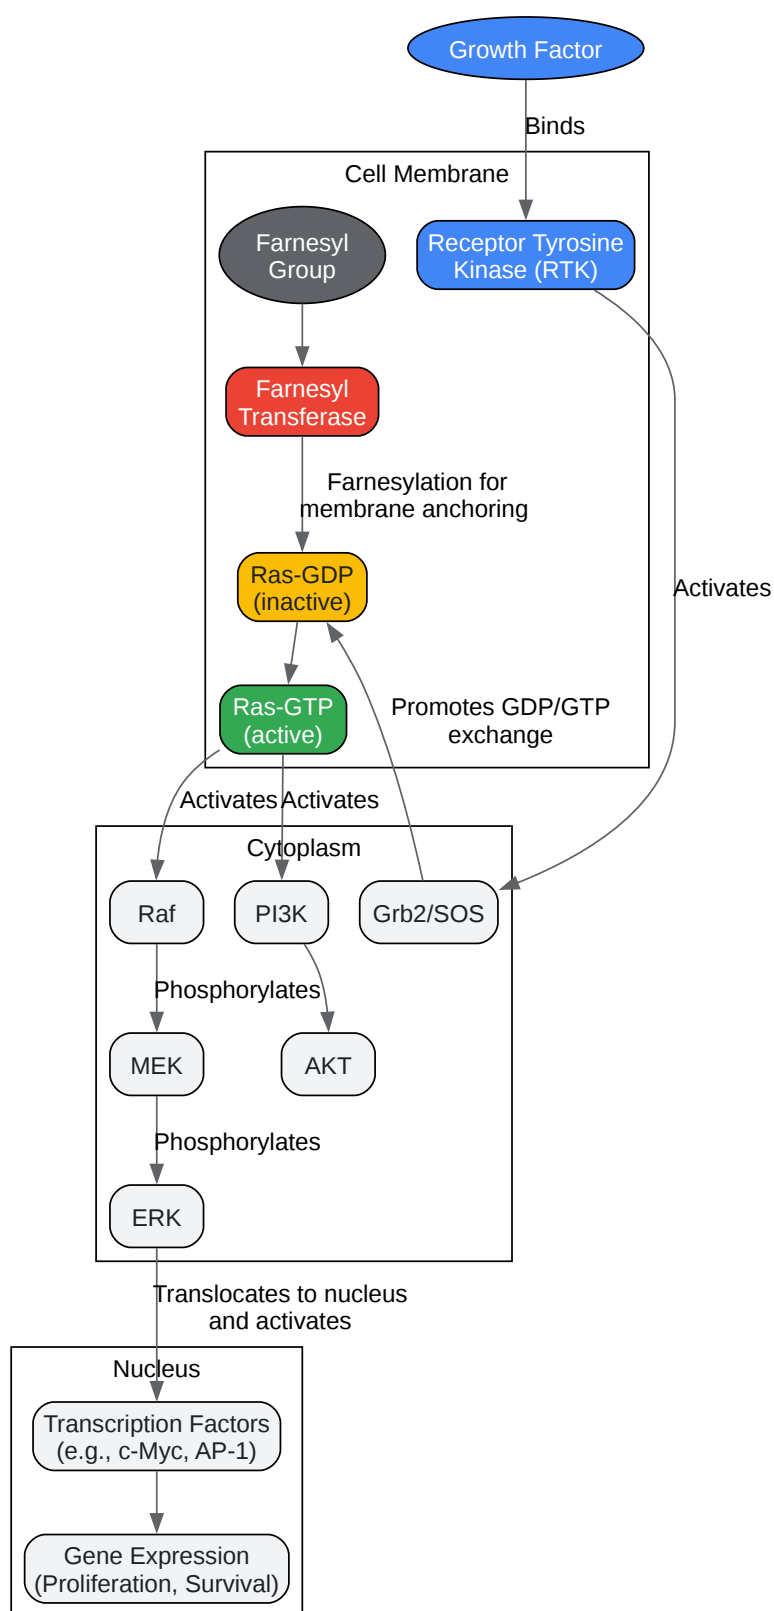 Growth Factor
Binds
Cell Membrane
Farnesyl
Group
Receptor Tyrosine
Kinase (RTK)
Farnesyl
Transferase
Farnesylation for
membrane anchoring
Ras-GDP
(inactive)
Activates
Ras-GTP
(active)
Promotes GDP/GTP
exchange
Activates
Activates
Cytoplasm
Raf
PI3K
Grb2/SOS
Phosphorylates
MEK
AKT
Phosphorylates
ERK
Translocates to nucleus
and activates
Nucleus
Transcription Factors
(e.g., c-Myc, AP-1)
Gene Expression
(Proliferation, Survival)